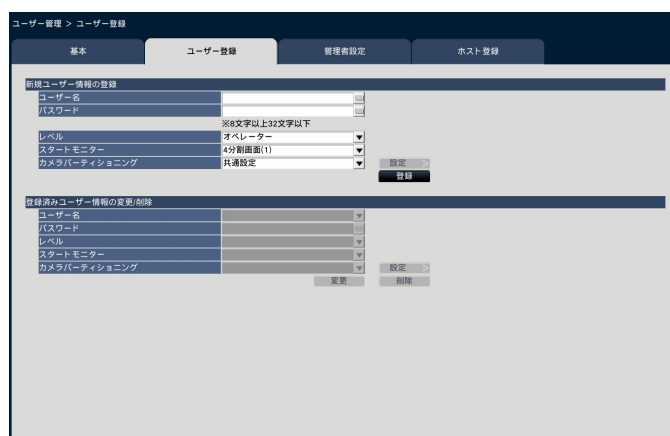 ユーザー管理 > ユーザー登録
基本 ユーザー登録 管理者設定 ホスト登録
新規ユーザー情報の登録
ユーザー名
パスワード
※8文字以上32文字以下
レベル オペレーター
スタートモニター 4分割画面(1)
カメラパーティショニング 共通設定 設定 >
登録
登録済みユーザー情報の変更/削除
ユーザー名
パスワード
レベル
スタートモニター
カメラパーティショニング 設定 >
変更 削除